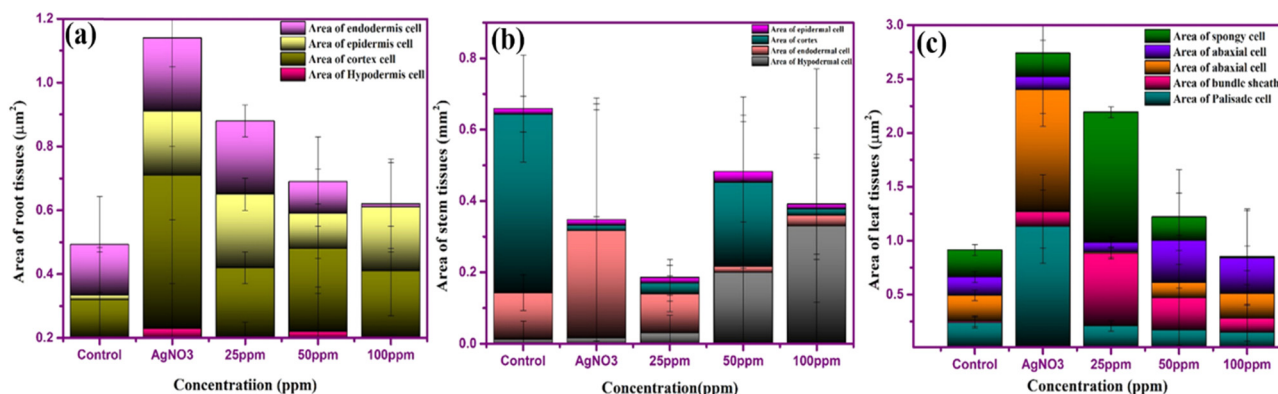 (a)
Area of endodermis cell
Area of epidermis cell
Area of cortex cell
Area of Hypodermis cell
Area of root tissues (µm²)
1.2
1.0
0.8
0.6
0.4
0.2
Control
AgNO3
25ppm
50ppm
100ppm
Concentratiion (ppm)
(b)
Area of epidermal cell
Area of cortex
Area of endodermal cell
Area of Hypodermal cell
Area of stem tissues (mm²)
0.8
0.6
0.4
0.2
0.0
Control
AgNO3
25ppm
50ppm
100ppm
Concentration(ppm)
(c)
Area of spongy cell
Area of abaxial cell
Area of abaxial cell
Area of bundle sheath
Area of Palisade cell
Area of leaf tissues (µm²)
3.0
2.5
2.0
1.5
1.0
0.5
Control
AgNO3
25ppm
50ppm
100ppm
Concentration (ppm)